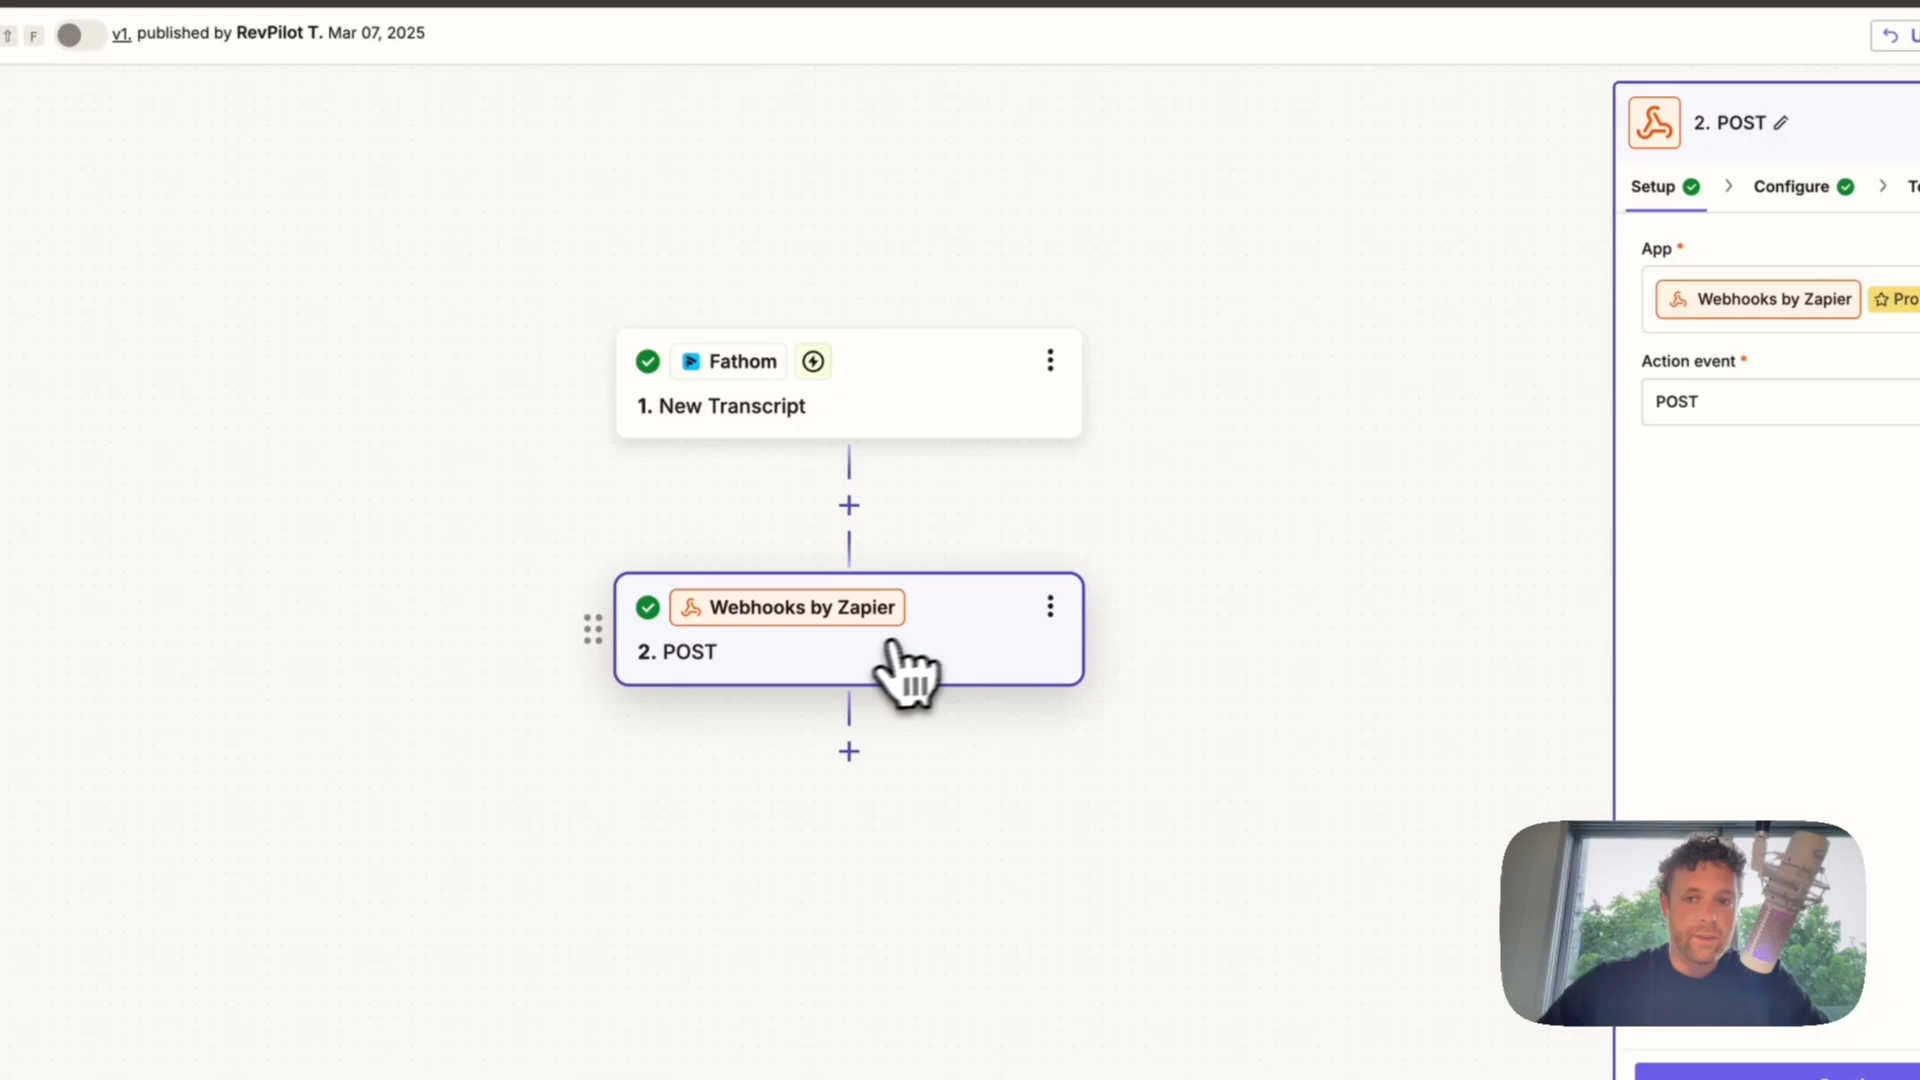 F
v1. published by RevPilot T. Mar 07, 2025
2. POST
Setup
Configure
App *
Webhooks by Zapier
Pro
Action event *
POST
Fathom
1. New Transcript
Webhooks by Zapier
2. POST